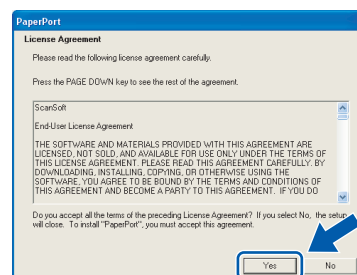 PaperPort
License Agreement
Please read the following license agreement carefully.
Press the PAGE DOWN key to see the rest of the agreement.
ScanSoft
End-User License Agreement
THE SOFTWARE AND MATERIALS PROVIDED WITH THIS AGREEMENT ARE
LICENSED, NOT SOLD, AND AVAILABLE FOR USE ONLY UNDER THE TERMS OF
THIS LICENSE AGREEMENT. PLEASE READ THIS AGREEMENT CAREFULLY. BY
DOWNLOADING, INSTALLING, COPYING, OR OTHERWISE USING THE
SOFTWARE, YOU AGREE TO BE BOUND BY THE TERMS AND CONDITIONS OF
THIS AGREEMENT AND BECOME A PARTY TO THIS AGREEMENT. IF YOU DO
Do you accept all the terms of the preceding License Agreement? If you select No, the setup
will close. To install "PaperPort", you must accept this agreement.
Yes
No